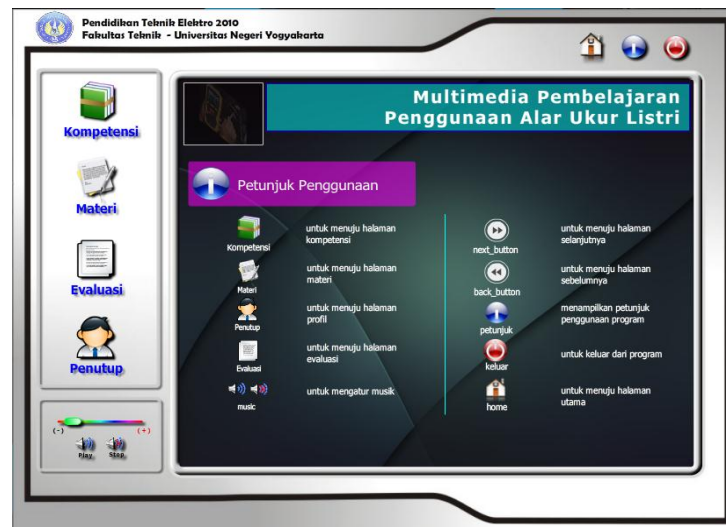 Pendidikan Teknik Elektro 2010
Fakultas Teknik - Universitas Negeri Yogyakarta
Kompetensi
Materi
Evaluasi
Penutup
(-)
(+)
Play
Stop
Multimedia Pembelajaran
Penggunaan Alar Ukur Listri
Petunjuk Penggunaan
Kompetensi
untuk menuju halaman
kompetensi
Materi
untuk menuju halaman
materi
Penutup
untuk menuju halaman
profil
Evaluasi
untuk menuju halaman
evaluasi
music
untuk mengatur musik
next_button
untuk menuju halaman
selanjutnya
back_button
untuk menuju halaman
sebelumnya
petunjuk
menampilkan petunjuk
penggunaan program
keluar
untuk keluar dari program
home
untuk menuju halaman
utama